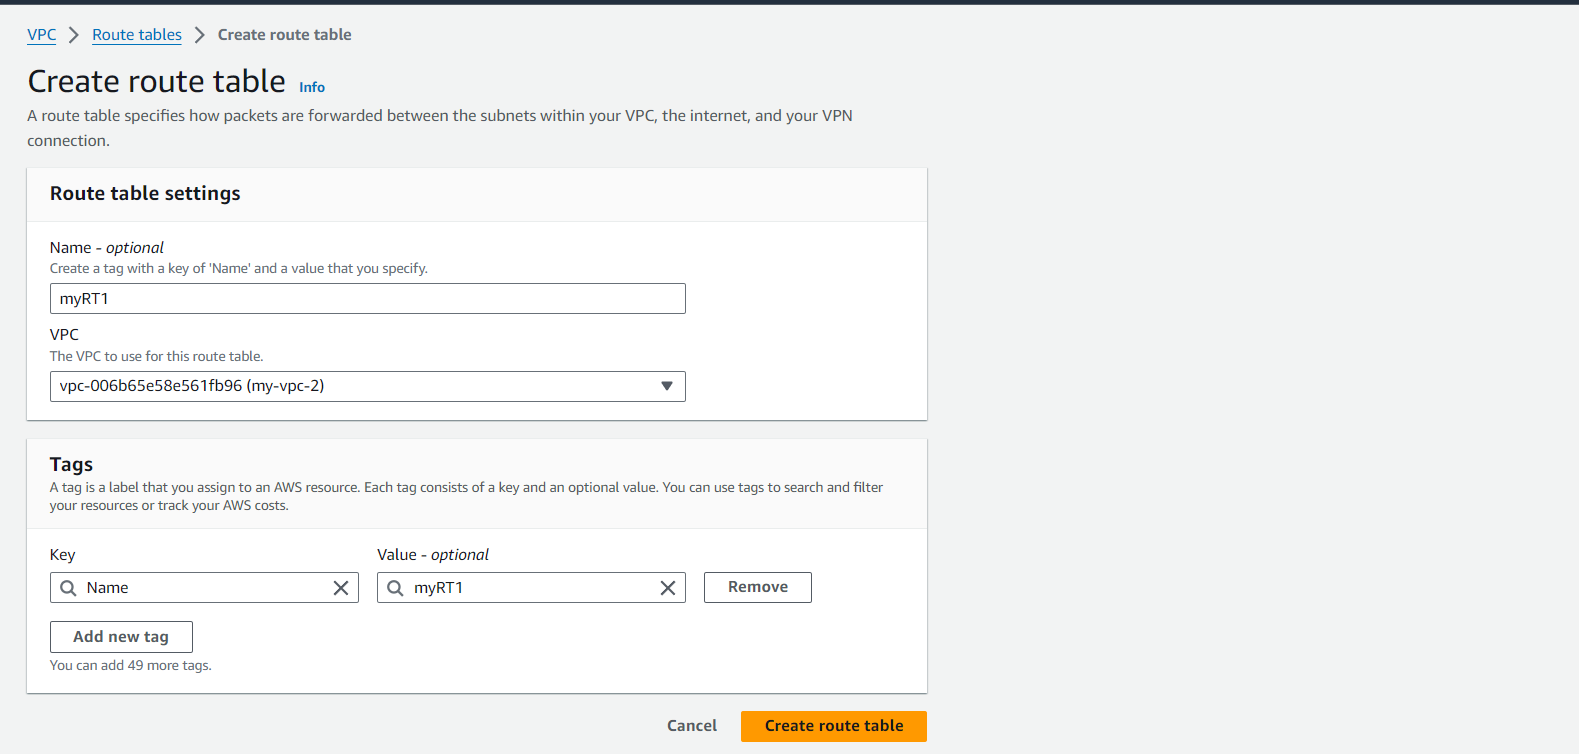 VPC > Route tables > Create route table
Create route table Info
A route table specifies how packets are forwarded between the subnets within your VPC, the internet, and your VPN
connection.
Route table settings
Name - optional
Create a tag with a key of 'Name' and a value that you specify.
myRT1
VPC
The VPC to use for this route table.
vpc-006b65e58e561fb96 (my-vpc-2)
Tags
A tag is a label that you assign to an AWS resource. Each tag consists of a key and an optional value. You can use tags to search and filter
your resources or track your AWS costs.
Key Value - optional
Name myRT1 Remove
Add new tag
You can add 49 more tags.
Cancel Create route table